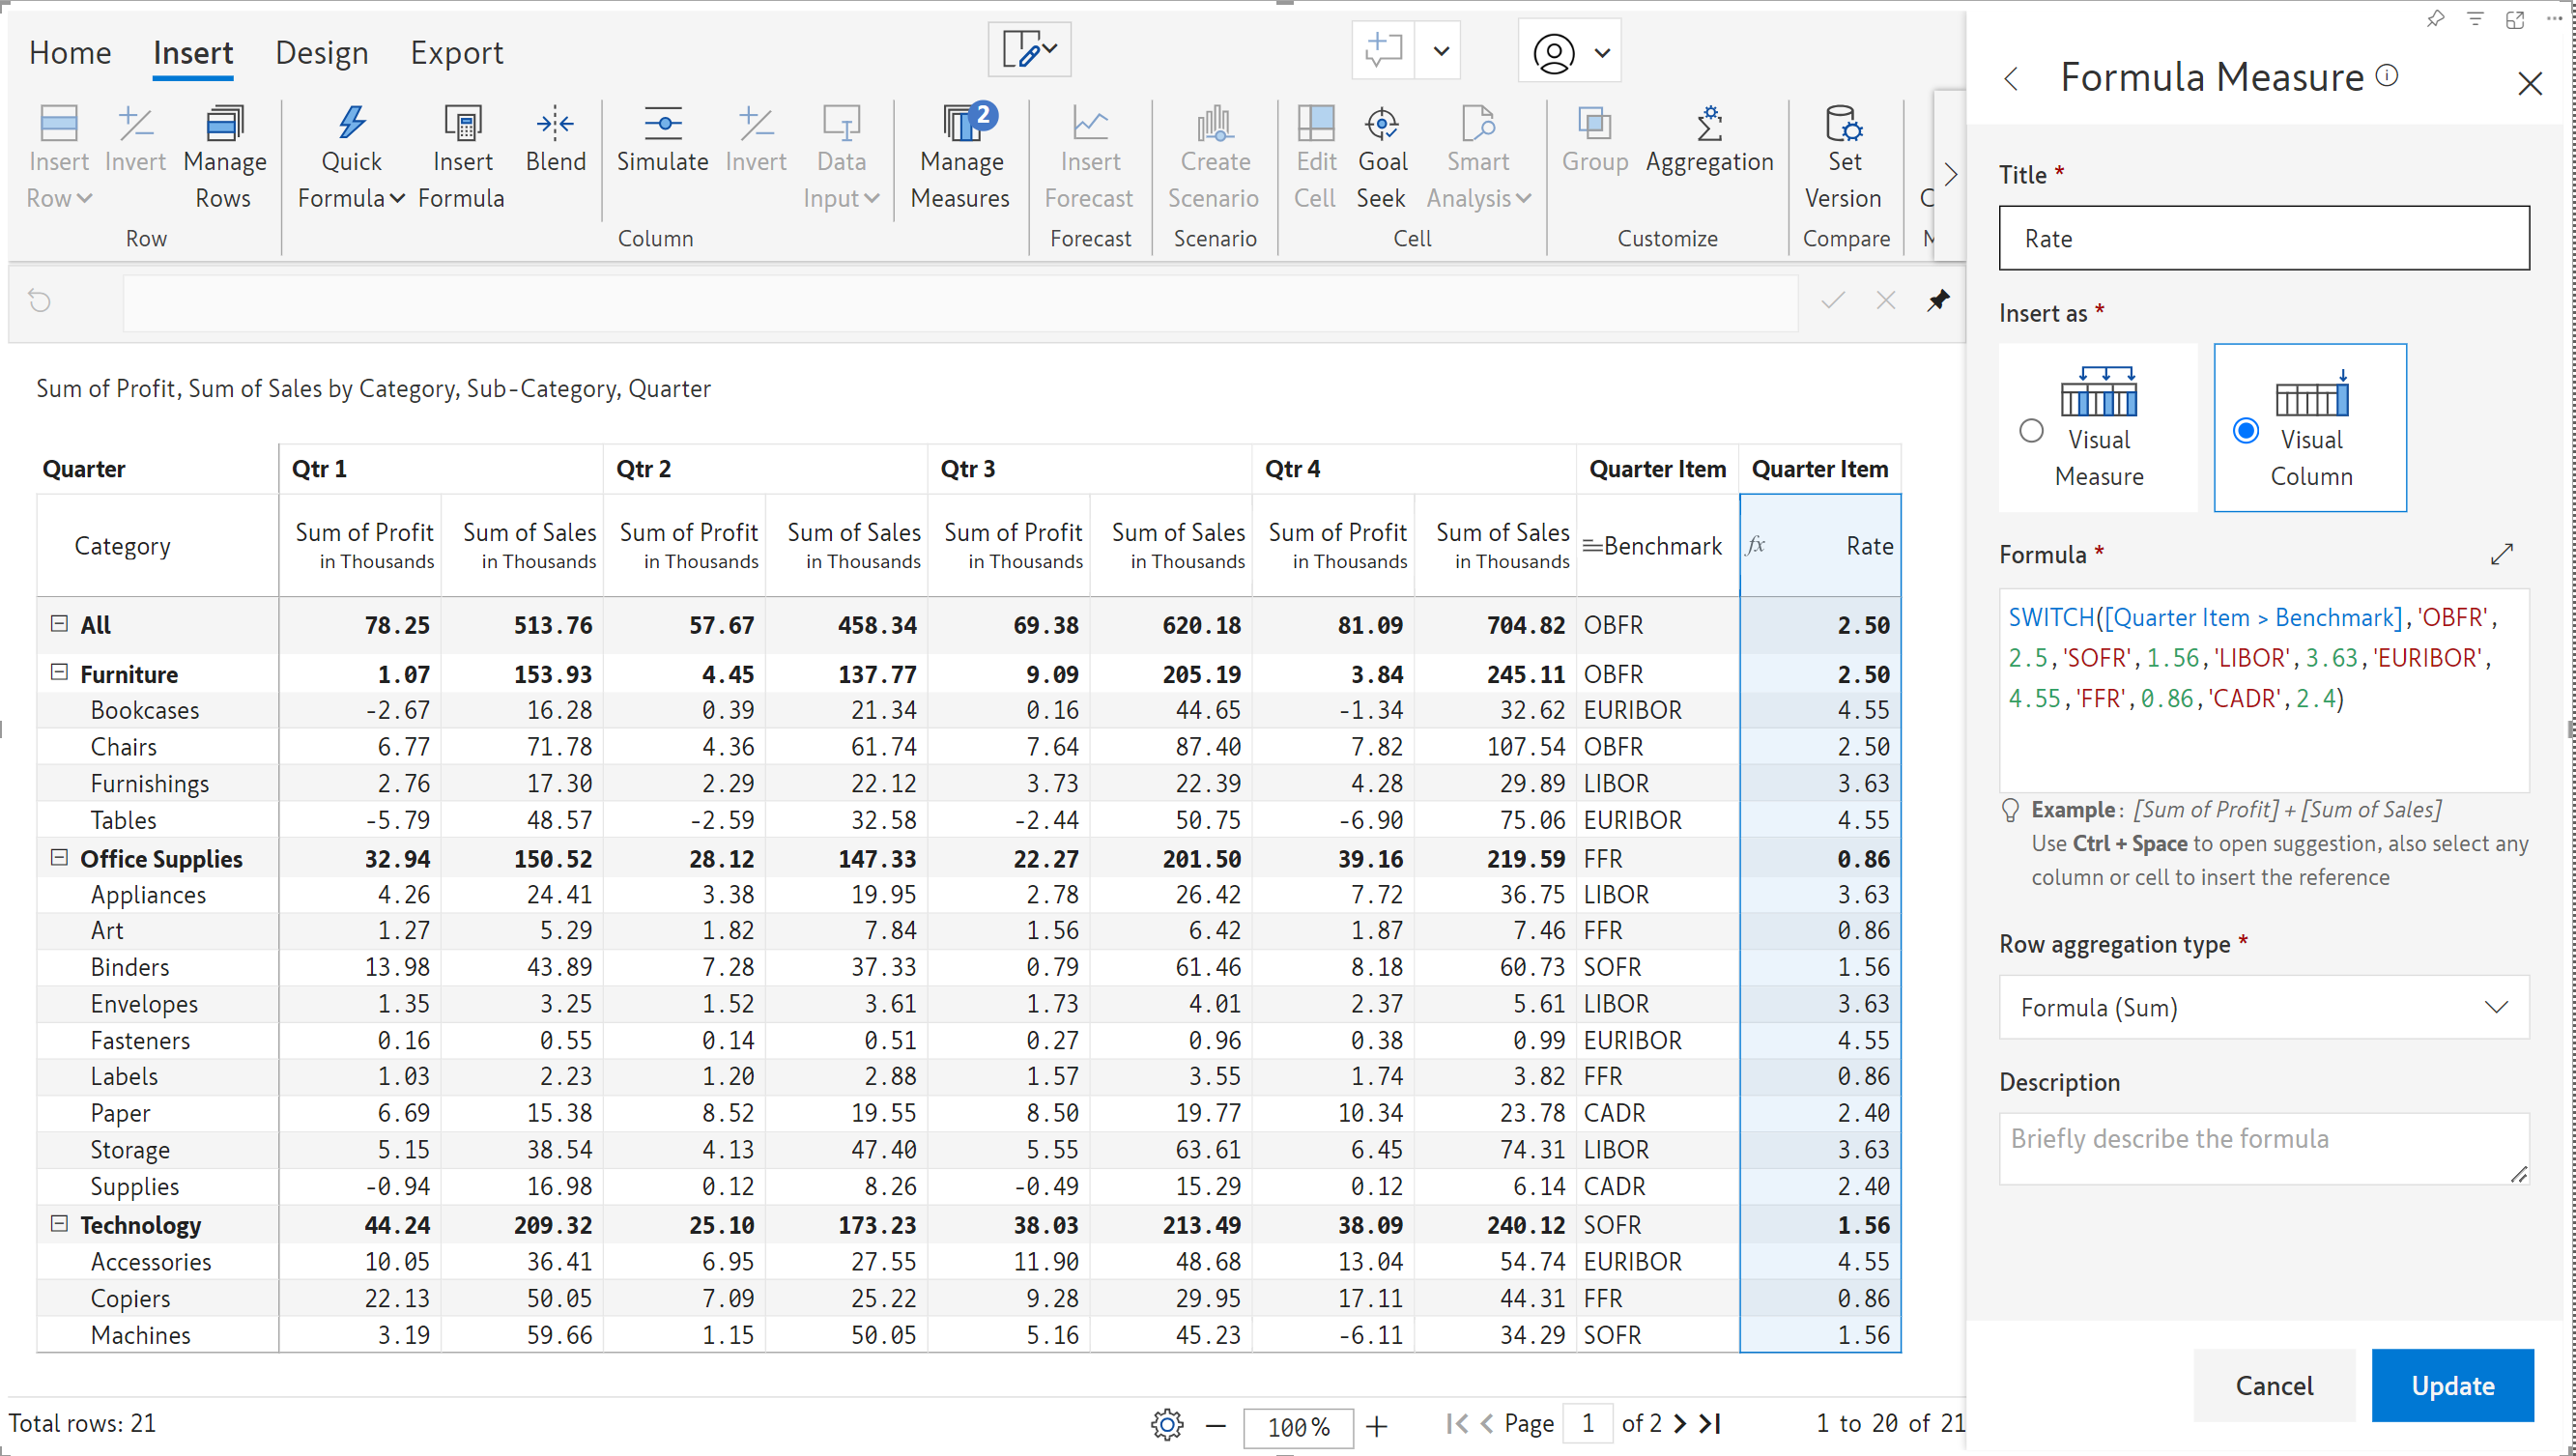 Home Insert Design Export
Insert Row
Invert
Manage Rows
Row
Quick Formula
Insert Formula
Blend
Simulate
Invert
Data Input
2
Manage Measures
Column
Insert Forecast
Forecast
Create Scenario
Scenario
Edit Cell
Goal Seek
Smart Analysis
Cell
Group
Aggregation
Customize
Set Version
Compare
Sum of Profit, Sum of Sales by Category, Sub-Category, Quarter
Quarter Qtr 1 Qtr 2 Qtr 3 Qtr 4 Quarter Item Quarter Item
Category Sum of Profit Sum of Sales Sum of Profit Sum of Sales Sum of Profit Sum of Sales Sum of Profit Sum of Sales Benchmark fx Rate
in Thousands in Thousands in Thousands in Thousands in Thousands in Thousands in Thousands in Thousands
All 78.25 513.76 57.67 458.34 69.38 620.18 81.09 704.82 OBFR 2.50
Furniture 1.07 153.93 4.45 137.77 9.09 205.19 3.84 245.11 OBFR 2.50
Bookcases -2.67 16.28 0.39 21.34 0.16 44.65 -1.34 32.62 EURIBOR 4.55
Chairs 6.77 71.78 4.36 61.74 7.64 87.40 7.82 107.54 OBFR 2.50
Furnishings 2.76 17.30 2.29 22.12 3.73 22.39 4.28 29.89 LIBOR 3.63
Tables -5.79 48.57 -2.59 32.58 -2.44 50.75 -6.90 75.06 EURIBOR 4.55
Office Supplies 32.94 150.52 28.12 147.33 22.27 201.50 39.16 219.59 FFR 0.86
Appliances 4.26 24.41 3.38 19.95 2.78 26.42 7.72 36.75 LIBOR 3.63
Art 1.27 5.29 1.82 7.84 1.56 6.42 1.87 7.46 FFR 0.86
Binders 13.98 43.89 7.28 37.33 0.79 61.46 8.18 60.73 SOFR 1.56
Envelopes 1.35 3.25 1.52 3.61 1.73 4.01 2.37 5.61 LIBOR 3.63
Fasteners 0.16 0.55 0.14 0.51 0.27 0.96 0.38 0.99 EURIBOR 4.55
Labels 1.03 2.23 1.20 2.88 1.57 3.55 1.74 3.82 FFR 0.86
Paper 6.69 15.38 8.52 19.55 8.50 19.77 10.34 23.78 CADR 2.40
Storage 5.15 38.54 4.13 47.40 5.55 63.61 6.45 74.31 LIBOR 3.63
Supplies -0.94 16.98 0.12 8.26 -0.49 15.29 0.12 6.14 CADR 2.40
Technology 44.24 209.32 25.10 173.23 38.03 213.49 38.09 240.12 SOFR 1.56
Accessories 10.05 36.41 6.95 27.55 11.90 48.68 13.04 54.74 EURIBOR 4.55
Copiers 22.13 50.05 7.09 25.22 9.28 29.95 17.11 44.31 FFR 0.86
Machines 3.19 59.66 1.15 50.05 5.16 45.23 -6.11 34.29 SOFR 1.56
Total rows: 21 100% Page 1 of 2 1 to 20 of 21
Formula Measure
Title *
Rate
Insert as *
Visual Measure
Visual Column
Formula *
SWITCH([Quarter Item > Benchmark],'OBFR',
2.5,'SOFR',1.56,'LIBOR',3.63,'EURIBOR',
4.55,'FFR',0.86,'CADR',2.4)
Example: [Sum of Profit] + [Sum of Sales]
Use Ctrl + Space to open suggestion, also select any
column or cell to insert the reference
Row aggregation type *
Formula (Sum)
Description
Briefly describe the formula
Cancel Update